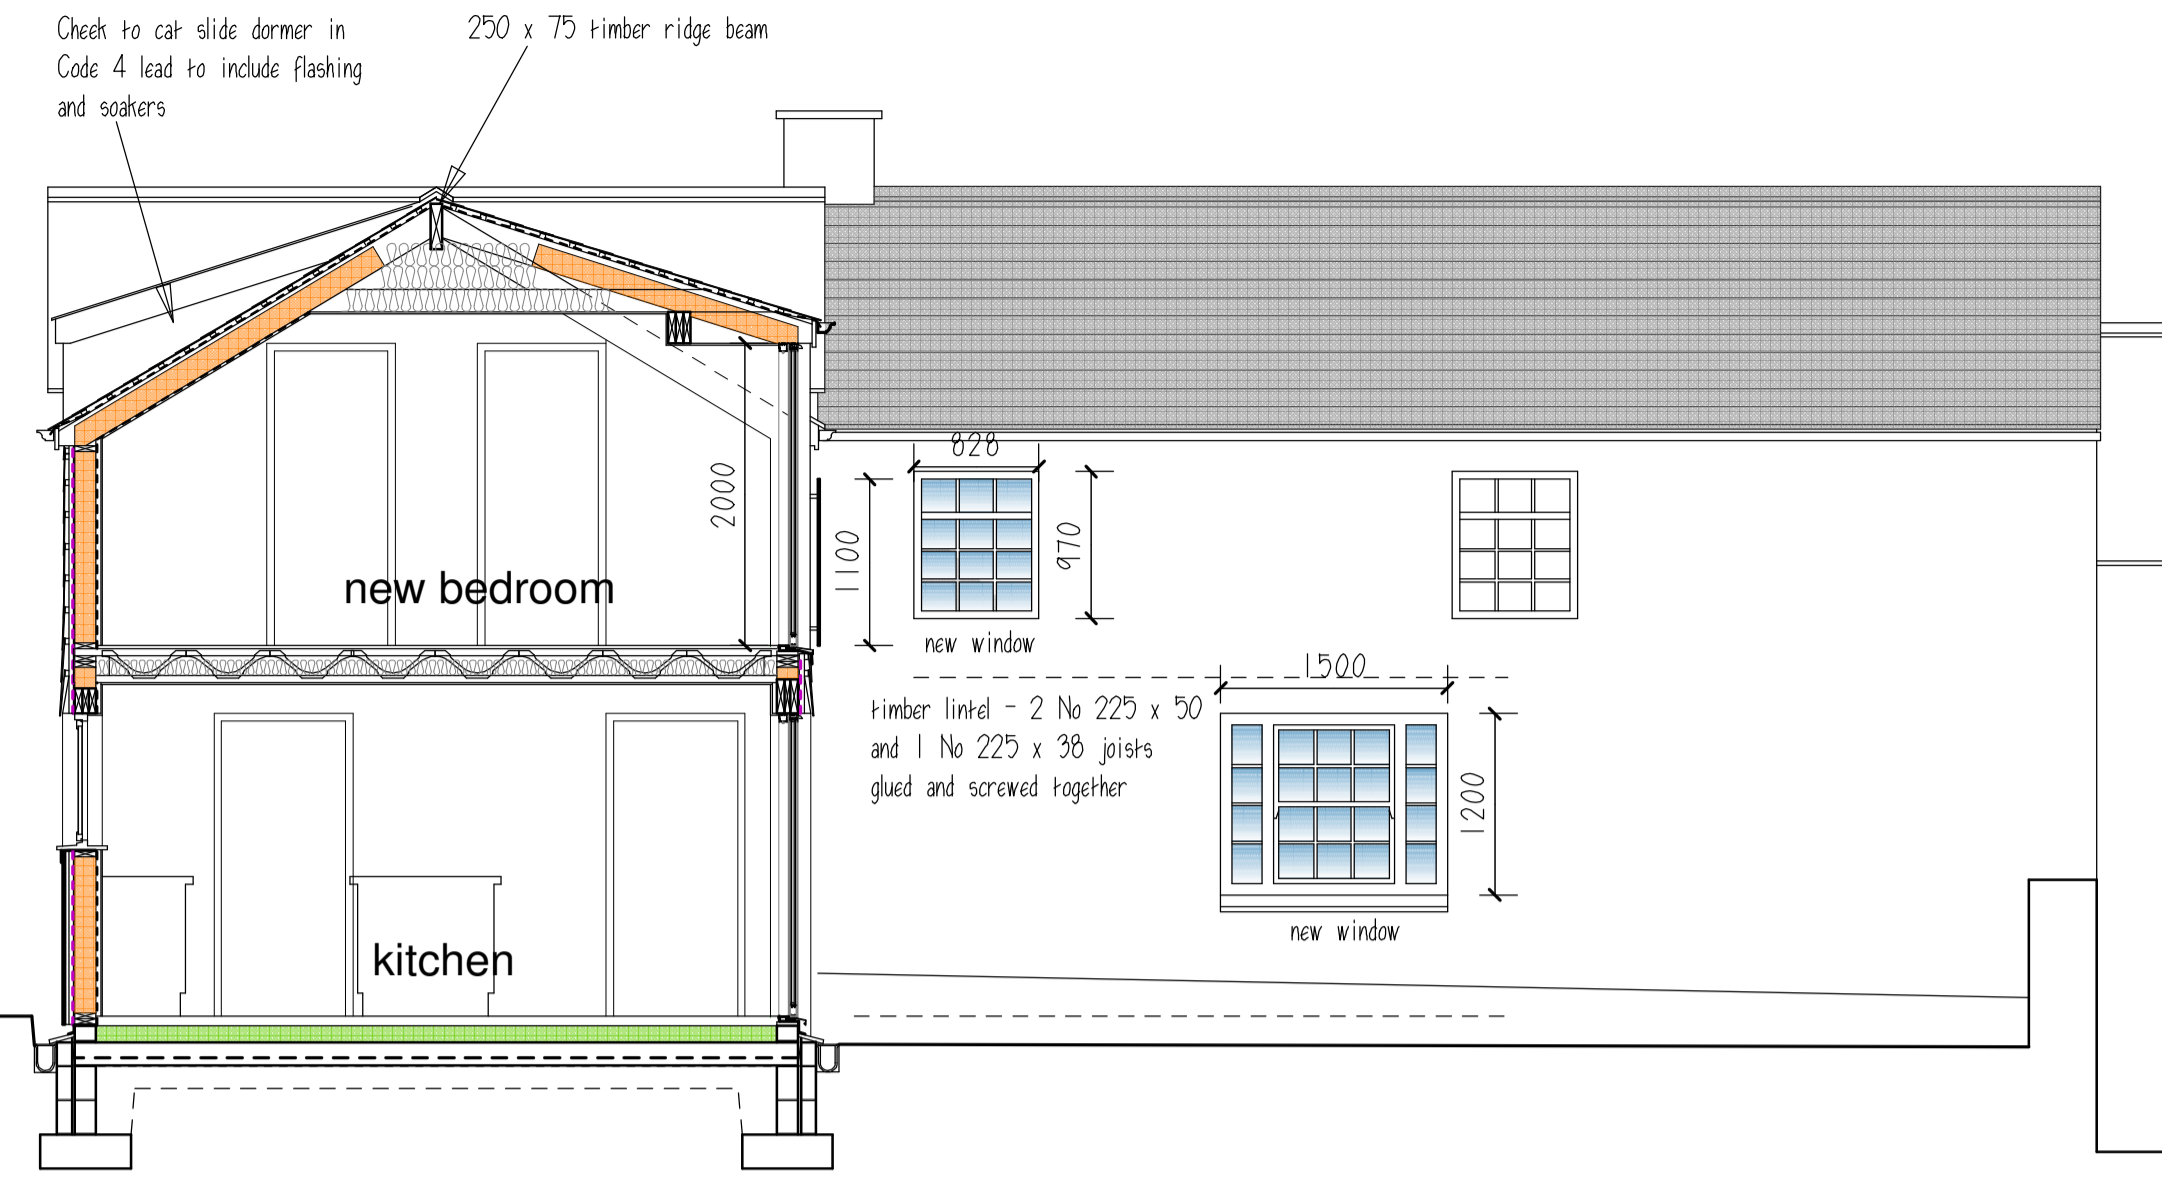 Cheek to cat slide dormer in
Code 4 lead to include flashing
and soakers
250 x 75 timber ridge beam
828
2000
1100
970
new bedroom
new window
1500
timber lintel - 2 No 225 x 50
and 1 No 225 x 38 joists
glued and screwed together
1200
new window
kitchen